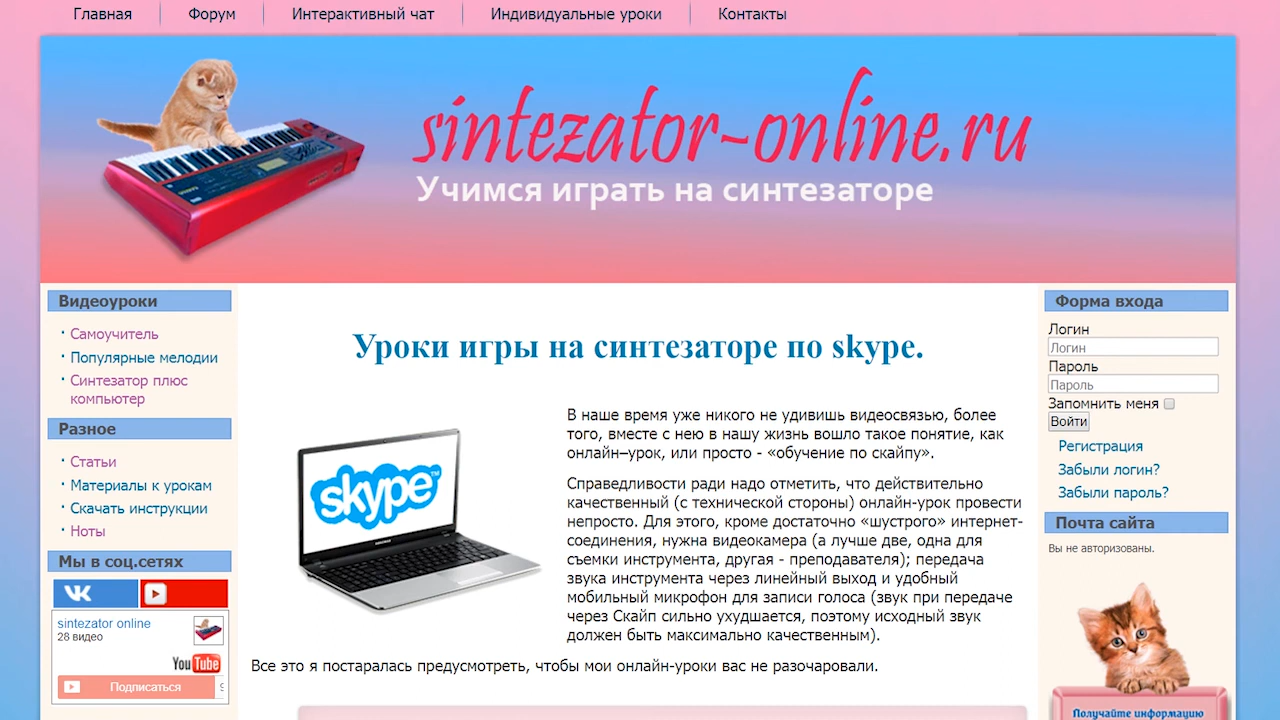 Главная
Форум
Интерактивный чат
Индивидуальные уроки
Контакты
sintezator-online.ru
Учимся играть на синтезаторе
Видеоуроки
Самоучитель
Популярные мелодии
Синтезатор плюс
компьютер
Разное
Статьи
Материалы к урокам
Скачать инструкции
Ноты
Мы в соц.сетях
sintezator online
28 видео
YouTube
Подписаться
Уроки игры на синтезаторе по skype.
skype™
В наше время уже никого не удивишь видеосвязью, более
того, вместе с нею в нашу жизнь вошло такое понятие, как
онлайн–урок, или просто - «обучение по скайпу».
Справедливости ради надо отметить, что действительно
качественный (с технической стороны) онлайн-урок провести
непросто. Для этого, кроме достаточно «шустрого» интернет-
соединения, нужна видеокамера (а лучше две, одна для
съемки инструмента, другая - преподавателя); передача
звука инструмента через линейный выход и удобный
мобильный микрофон для записи голоса (звук при передаче
через Скайп сильно ухудшается, поэтому исходный звук
должен быть максимально качественным).
Все это я постаралась предусмотреть, чтобы мои онлайн-уроки вас не разочаровали.
Форма входа
Логин
Логин
Пароль
Пароль
Запомнить меня
Войти
Регистрация
Забыли логин?
Забыли пароль?
Почта сайта
Вы не авторизованы.
Получайте информацию